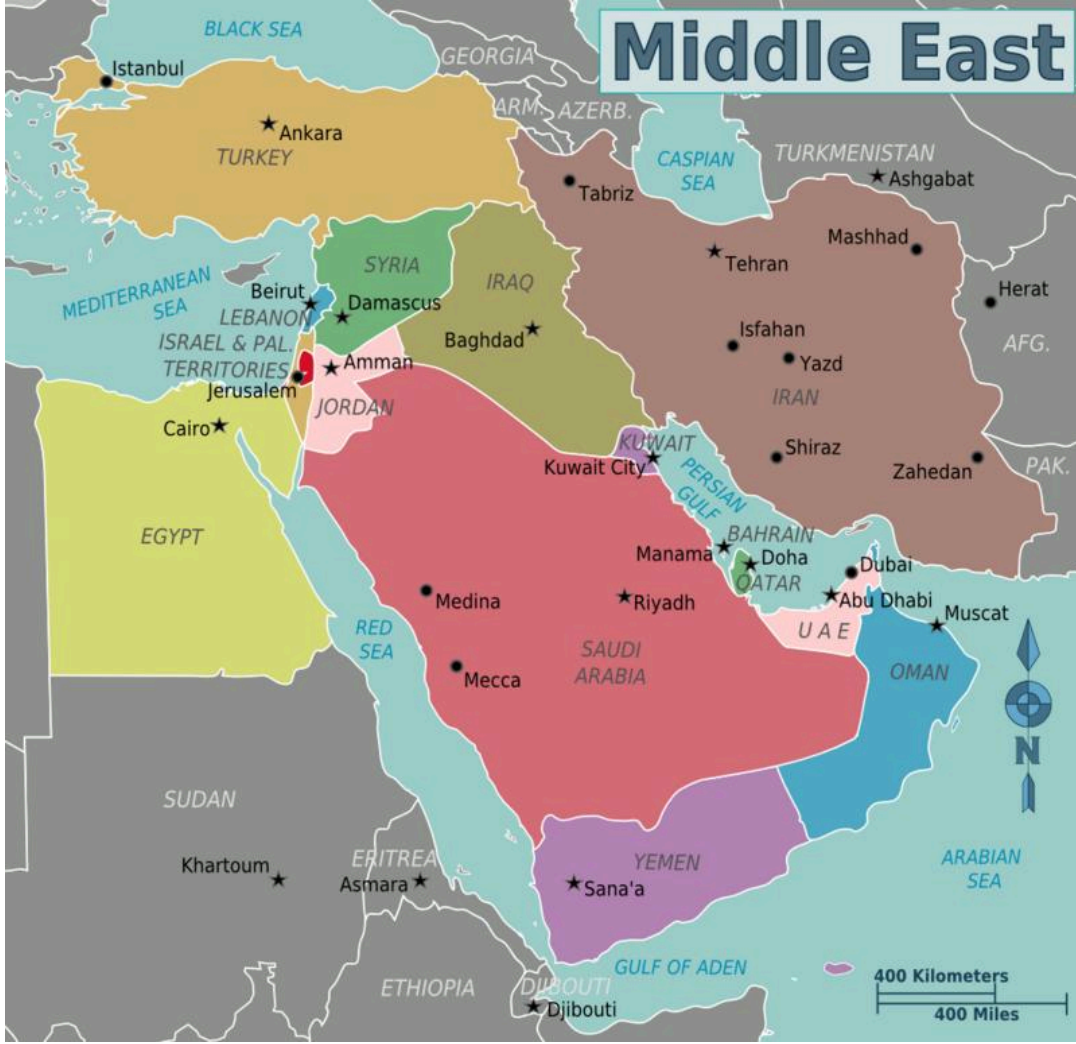 Middle East
BLACK SEA
GEORGIA
Istanbul
ARM.
AZERB.
Ankara
TURKEY
CASPIAN
SEA
TURKMENISTAN
Ashgabat
Tabriz
Mashhad
Tehran
SYRIA
IRAQ
MEDITERRANEAN
SEA
Beirut
Damascus
LEBANON
Herat
Isfahan
Baghdad
ISRAEL & PAL.
TERRITORIES
AFG.
Amman
Yazd
Jerusalem
IRAN
JORDAN
Cairo
KUWAIT
Shiraz
Kuwait City
Zahedan
PAK.
PERSIAN
GULF
EGYPT
BAHRAIN
Manama
Doha
QATAR
Dubai
Abu Dhabi
Medina
Riyadh
Muscat
RED
SEA
U A E
SAUDI
ARABIA
Mecca
OMAN
N
SUDAN
ERITREA
YEMEN
ARABIAN
SEA
Khartoum
Asmara
Sana'a
GULF OF ADEN
ETHIOPIA
DJIBOUTI
Djibouti
400 Kilometers
400 Miles